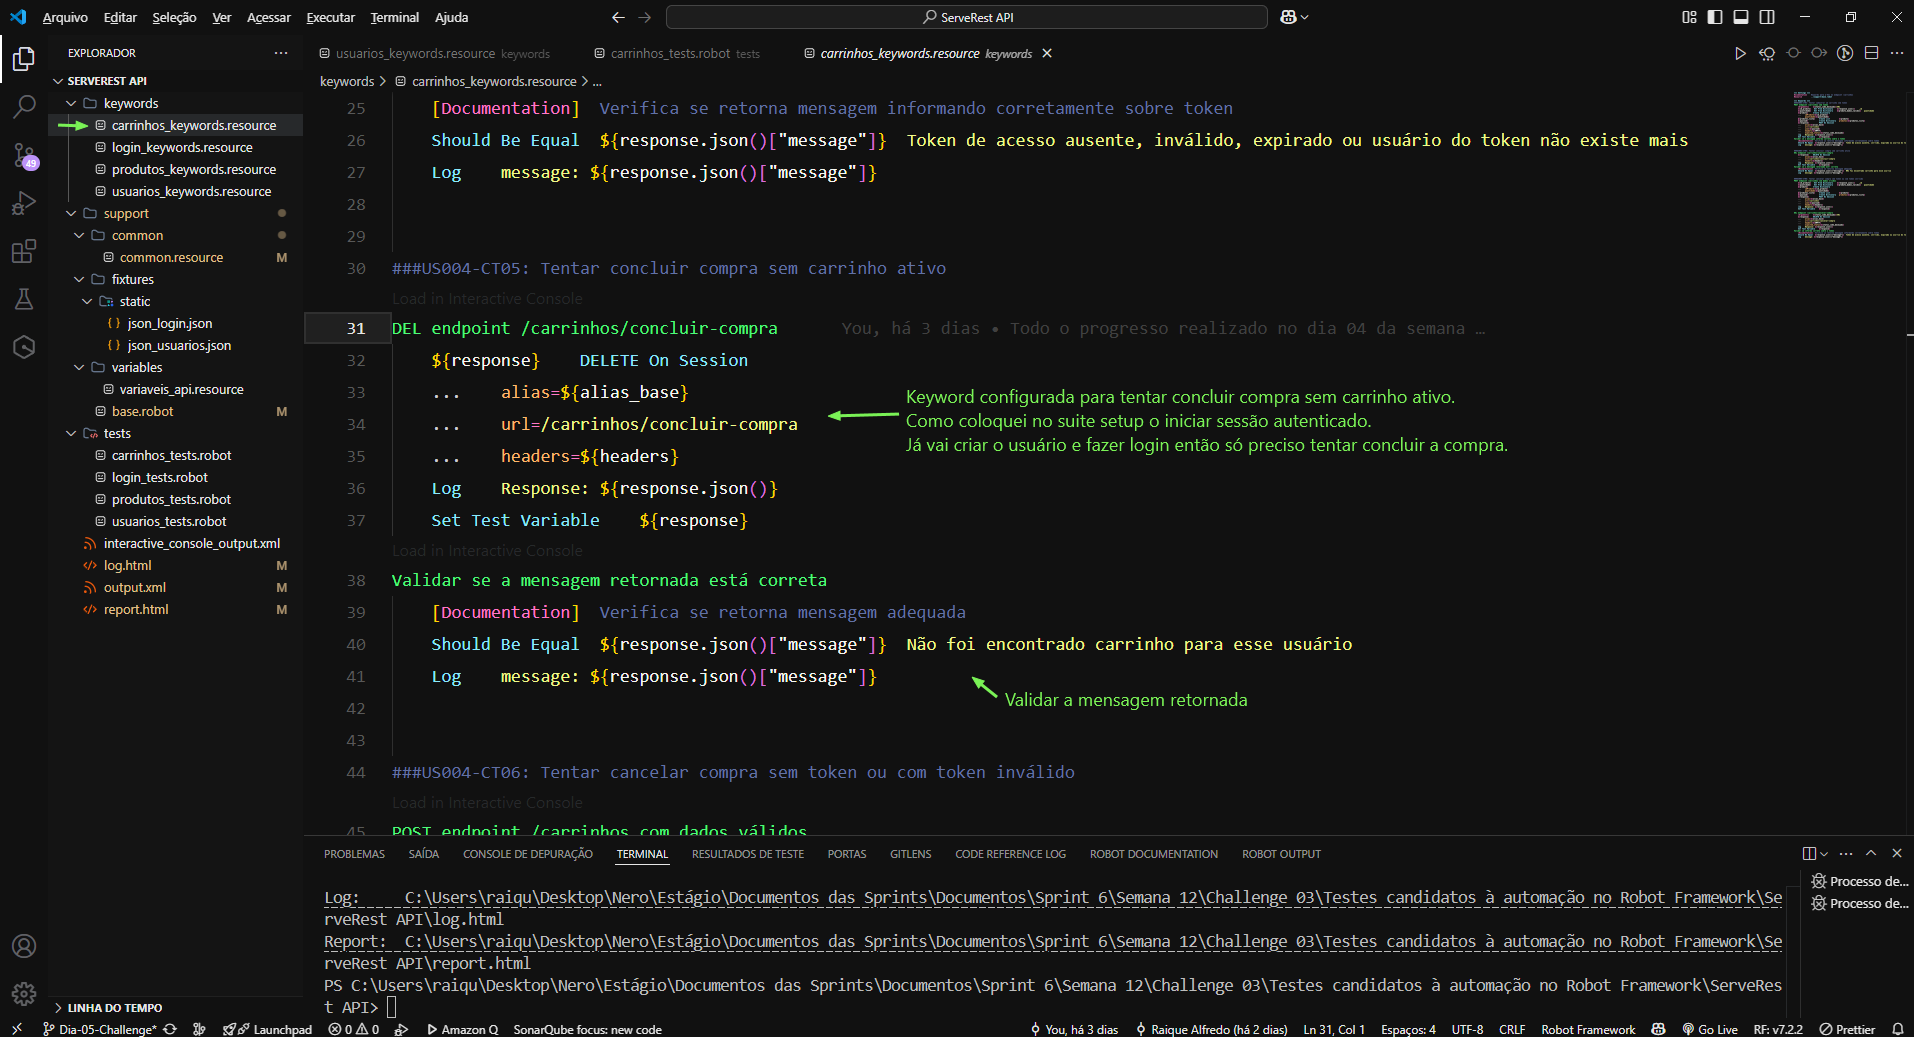 Arquivo Editar Seleção Ver Acessar Executar Terminal Ajuda
ServeRest API
EXPLORADOR
SERVEREST API
keywords
carrinhos_keywords.resource
login_keywords.resource
produtos_keywords.resource
usuarios_keywords.resource
support
common
common.resource M
fixtures
static
json_login.json
json_usuarios.json
variables
variaveis_api.resource
base.robot M
tests
carrinhos_tests.robot
login_tests.robot
produtos_tests.robot
usuarios_tests.robot
interactive_console_output.xml
log.html M
output.xml M
report.html M
LINHA DO TEMPO
49
usuarios_keywords.resource keywords
carrinhos_tests.robot tests
carrinhos_keywords.resource keywords
keywords > carrinhos_keywords.resource > ...
25 [Documentation] Verifica se retorna mensagem informando corretamente sobre token
26 Should Be Equal ${response.json()["message"]} Token de acesso ausente, inválido, expirado ou usuário do token não existe mais
27 Log message: ${response.json()["message"]}
28
29
30 ###US004-CT05: Tentar concluir compra sem carrinho ativo
Load in Interactive Console
31 DEL endpoint /carrinhos/concluir-compra You, há 3 dias • Todo o progresso realizado no dia 04 da semana …
32 ${response} DELETE On Session
33 ... alias=${alias_base}
34 ... url=/carrinhos/concluir-compra
35 ... headers=${headers}
36 Log Response: ${response.json()}
37 Set Test Variable ${response}
Keyword configurada para tentar concluir compra sem carrinho ativo.
Como coloquei no suite setup o iniciar sessão autenticado.
Já vai criar o usuário e fazer login então só preciso tentar concluir a compra.
Load in Interactive Console
38 Validar se a mensagem retornada está correta
39 [Documentation] Verifica se retorna mensagem adequada
40 Should Be Equal ${response.json()["message"]} Não foi encontrado carrinho para esse usuário
41 Log message: ${response.json()["message"]}
Validar a mensagem retornada
42
43
44 ###US004-CT06: Tentar cancelar compra sem token ou com token inválido
Load in Interactive Console
45 POST endpoint /carrinhos com dados válidos
PROBLEMAS SAÍDA CONSOLE DE DEPURAÇÃO TERMINAL RESULTADOS DE TESTE PORTAS GITLENS CODE REFERENCE LOG ROBOT DOCUMENTATION ROBOT OUTPUT
Log: C:\Users\raiqu\Desktop\Nero\Estágio\Documentos das Sprints\Documentos\Sprint 6\Semana 12\Challenge 03\Testes candidatos à automação no Robot Framework\Se
rveRest API\log.html
Report: C:\Users\raiqu\Desktop\Nero\Estágio\Documentos das Sprints\Documentos\Sprint 6\Semana 12\Challenge 03\Testes candidatos à automação no Robot Framework\Se
rveRest API\report.html
PS C:\Users\raiqu\Desktop\Nero\Estágio\Documentos das Sprints\Documentos\Sprint 6\Semana 12\Challenge 03\Testes candidatos à automação no Robot Framework\ServeRes
t API>
Processo de...
Processo de...
Dia-05-Challenge* Launchpad 0 0 Amazon Q SonarQube focus: new code You, há 3 dias Raique Alfredo (há 2 dias) Ln 31, Col 1 Espaços: 4 UTF-8 CRLF Robot Framework Go Live RF: v7.2.2 Prettier